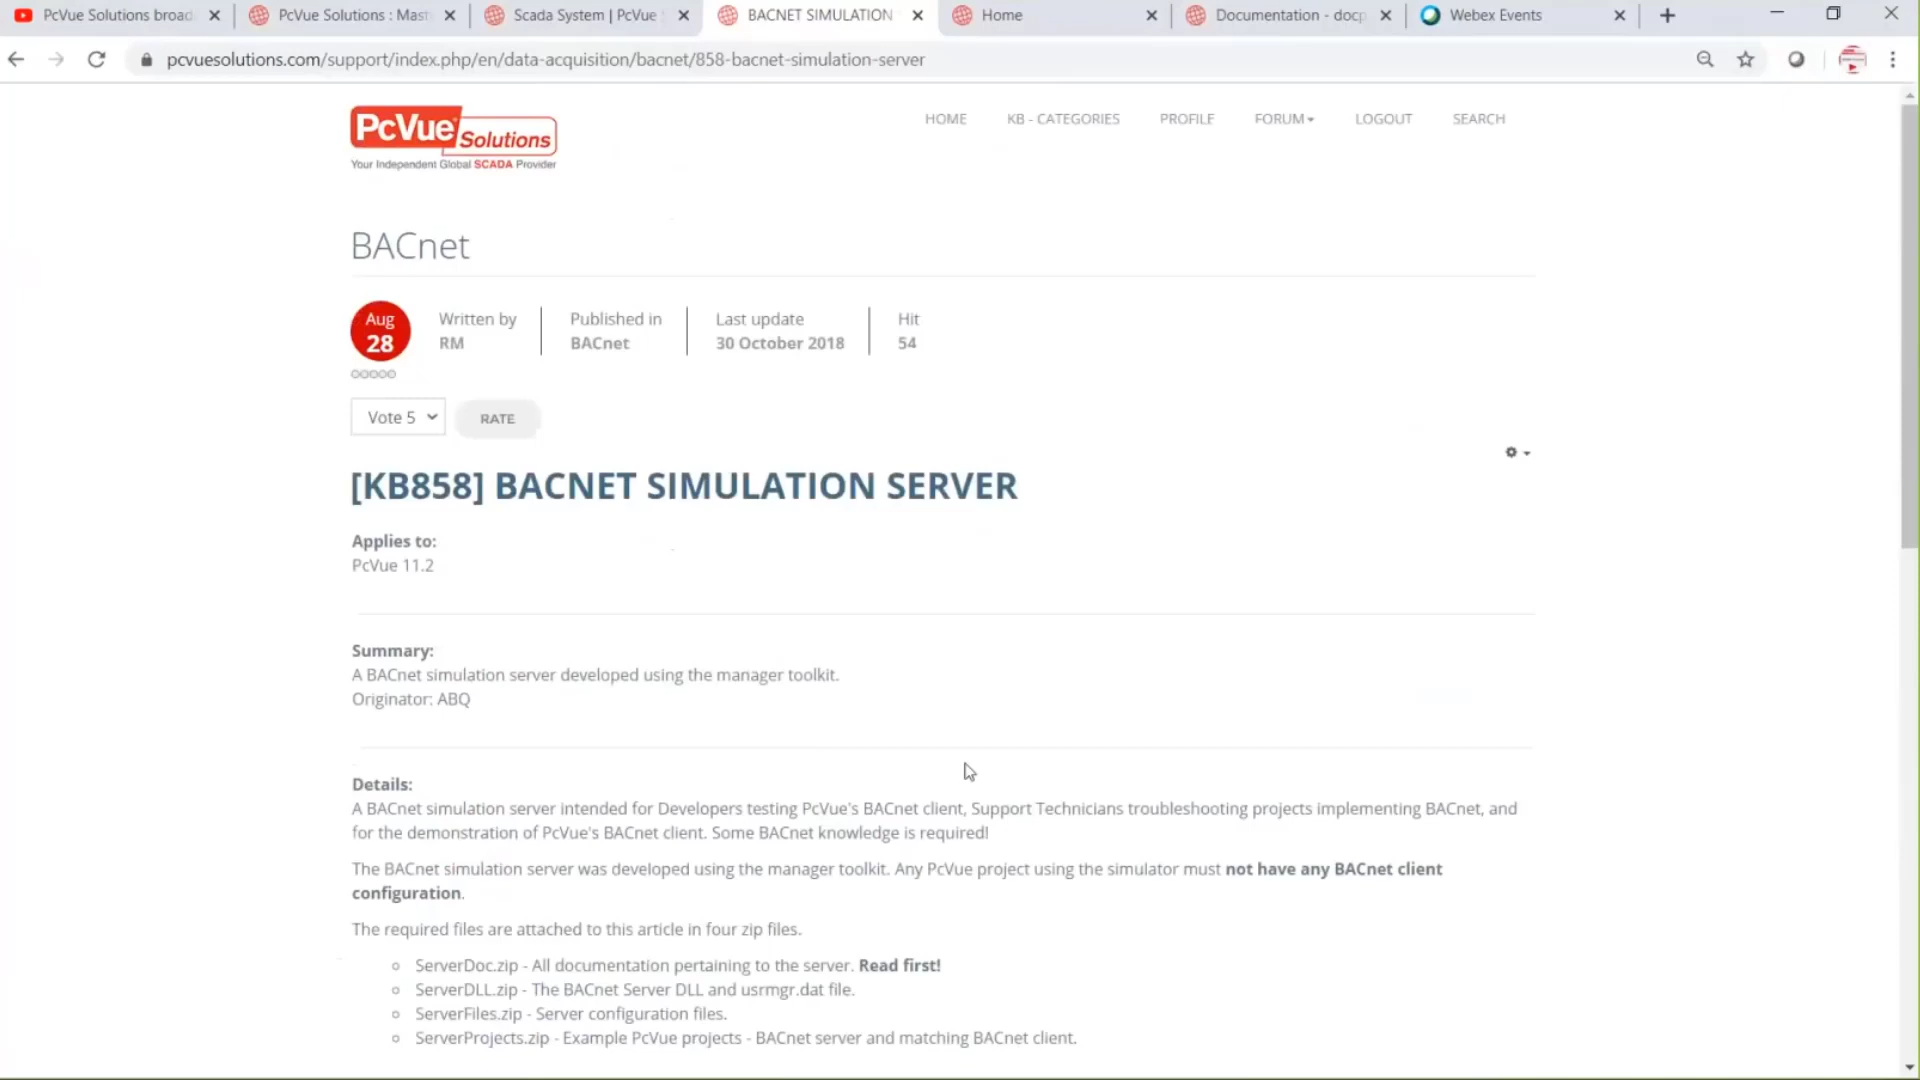 PcVue Solutions broad
PcVue Solutions : Mast
Scada System | PcVue
BACNET SIMULATION
Home
Documentation - docp
Webex Events
pcvuesolutions.com/support/index.php/en/data-acquisition/bacnet/858-bacnet-simulation-server
PcVue Solutions
Your Independent Global SCADA Provider
HOME
KB - CATEGORIES
PROFILE
FORUM
LOGOUT
SEARCH
BACnet
Aug
28
Written by
RM
Published in
BACnet
Last update
30 October 2018
Hit
54
Vote 5
RATE
[KB858] BACNET SIMULATION SERVER
Applies to:
PcVue 11.2
Summary:
A BACnet simulation server developed using the manager toolkit.
Originator: ABQ
Details:
A BACnet simulation server intended for Developers testing PcVue's BACnet client, Support Technicians troubleshooting projects implementing BACnet, and
for the demonstration of PcVue's BACnet client. Some BACnet knowledge is required!
The BACnet simulation server was developed using the manager toolkit. Any PcVue project using the simulator must not have any BACnet client
configuration.
The required files are attached to this article in four zip files.
ServerDoc.zip - All documentation pertaining to the server. Read first!
ServerDLL.zip - The BACnet Server DLL and usrmgr.dat file.
ServerFiles.zip - Server configuration files.
ServerProjects.zip - Example PcVue projects - BACnet server and matching BACnet client.